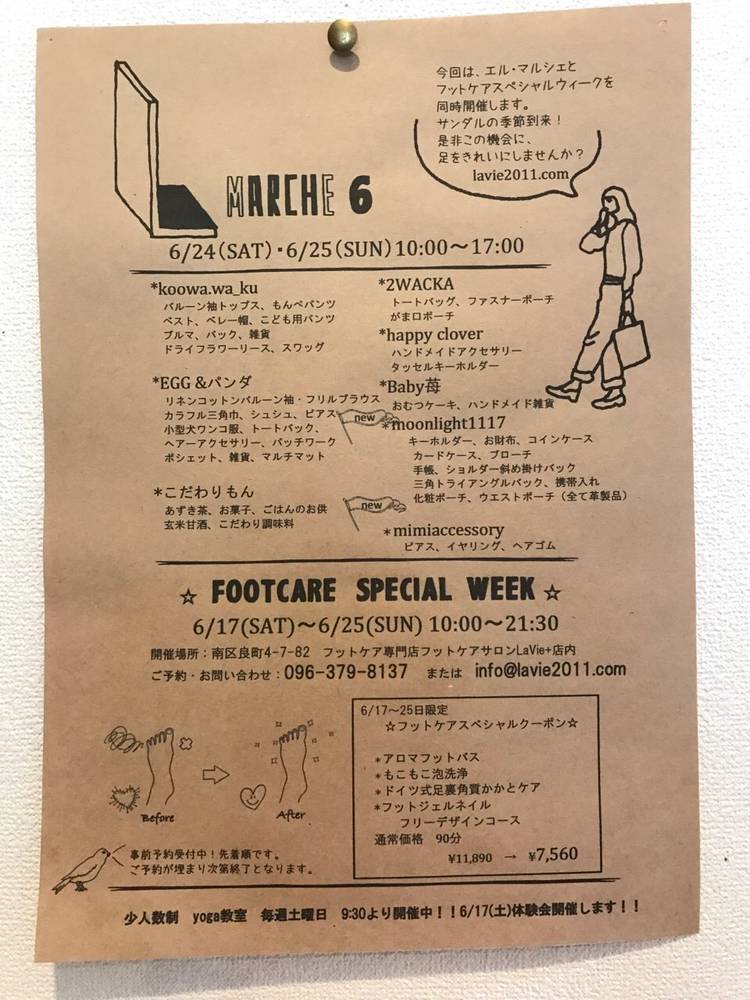 今回は、エル・マルシェと
フットケアスペシャルウィークを
同時開催します。
サンダルの季節到来！
是非この機会に、
足をきれいにしませんか？
lavie2011.com
MARCHE 6
6/24(SAT)・6/25(SUN) 10:00～17:00
*koowa.wa_ku
バルーン袖トップス、もんぺパンツ
ベスト、ベレー帽、こども用パンツ
ブルマ、バック、雑貨
ドライフラワーリース、スワッグ
*EGG &パンダ
リネンコットンバルーン袖・フリルブラウス
カラフル三角巾、シュシュ、ピアス
小型犬ワンコ服、トートバック、
ヘアーアクセサリー、パッチワーク
ポシェット、雑貨、マルチマット
*こだわりもん
あずき茶、お菓子、ごはんのお供
玄米甘酒、こだわり調味料
*2WACKA
トートバッグ、ファスナーポーチ
がま口ポーチ
*happy clover
ハンドメイドアクセサリー
タッセルキーホルダー
*Baby苺
おむつケーキ、ハンドメイド雑貨
new
*moonlight1117
キーホルダー、お財布、コインケース
カードケース、ブローチ
手帳、ショルダー斜め掛けバック
三角トライアングルバック、携帯入れ
化粧ポーチ、ウエストポーチ（全て革製品）
new
*mimiaccessory
ピアス、イヤリング、ヘアゴム
☆ FOOTCARE SPECIAL WEEK ☆
6/17(SAT)～6/25(SUN) 10:00～21:30
開催場所：南区良町4-7-82 フットケア専門店フットケアサロンLaVie+店内
ご予約・お問い合わせ：096-379-8137 または info@lavie2011.com
Before
After
6/17～25日限定
☆フットケアスペシャルクーポン☆
*アロマフットバス
*もこもこ泡洗浄
*ドイツ式足裏角質かかとケア
*フットジェルネイル
フリーデザインコース
通常価格 90分
¥11,890 → ¥7,560
事前予約受付中！先着順です。
ご予約が埋まり次第終了となります。
少人数制 yoga教室 毎週土曜日 9:30より開催中！！6/17(土)体験会開催します！！